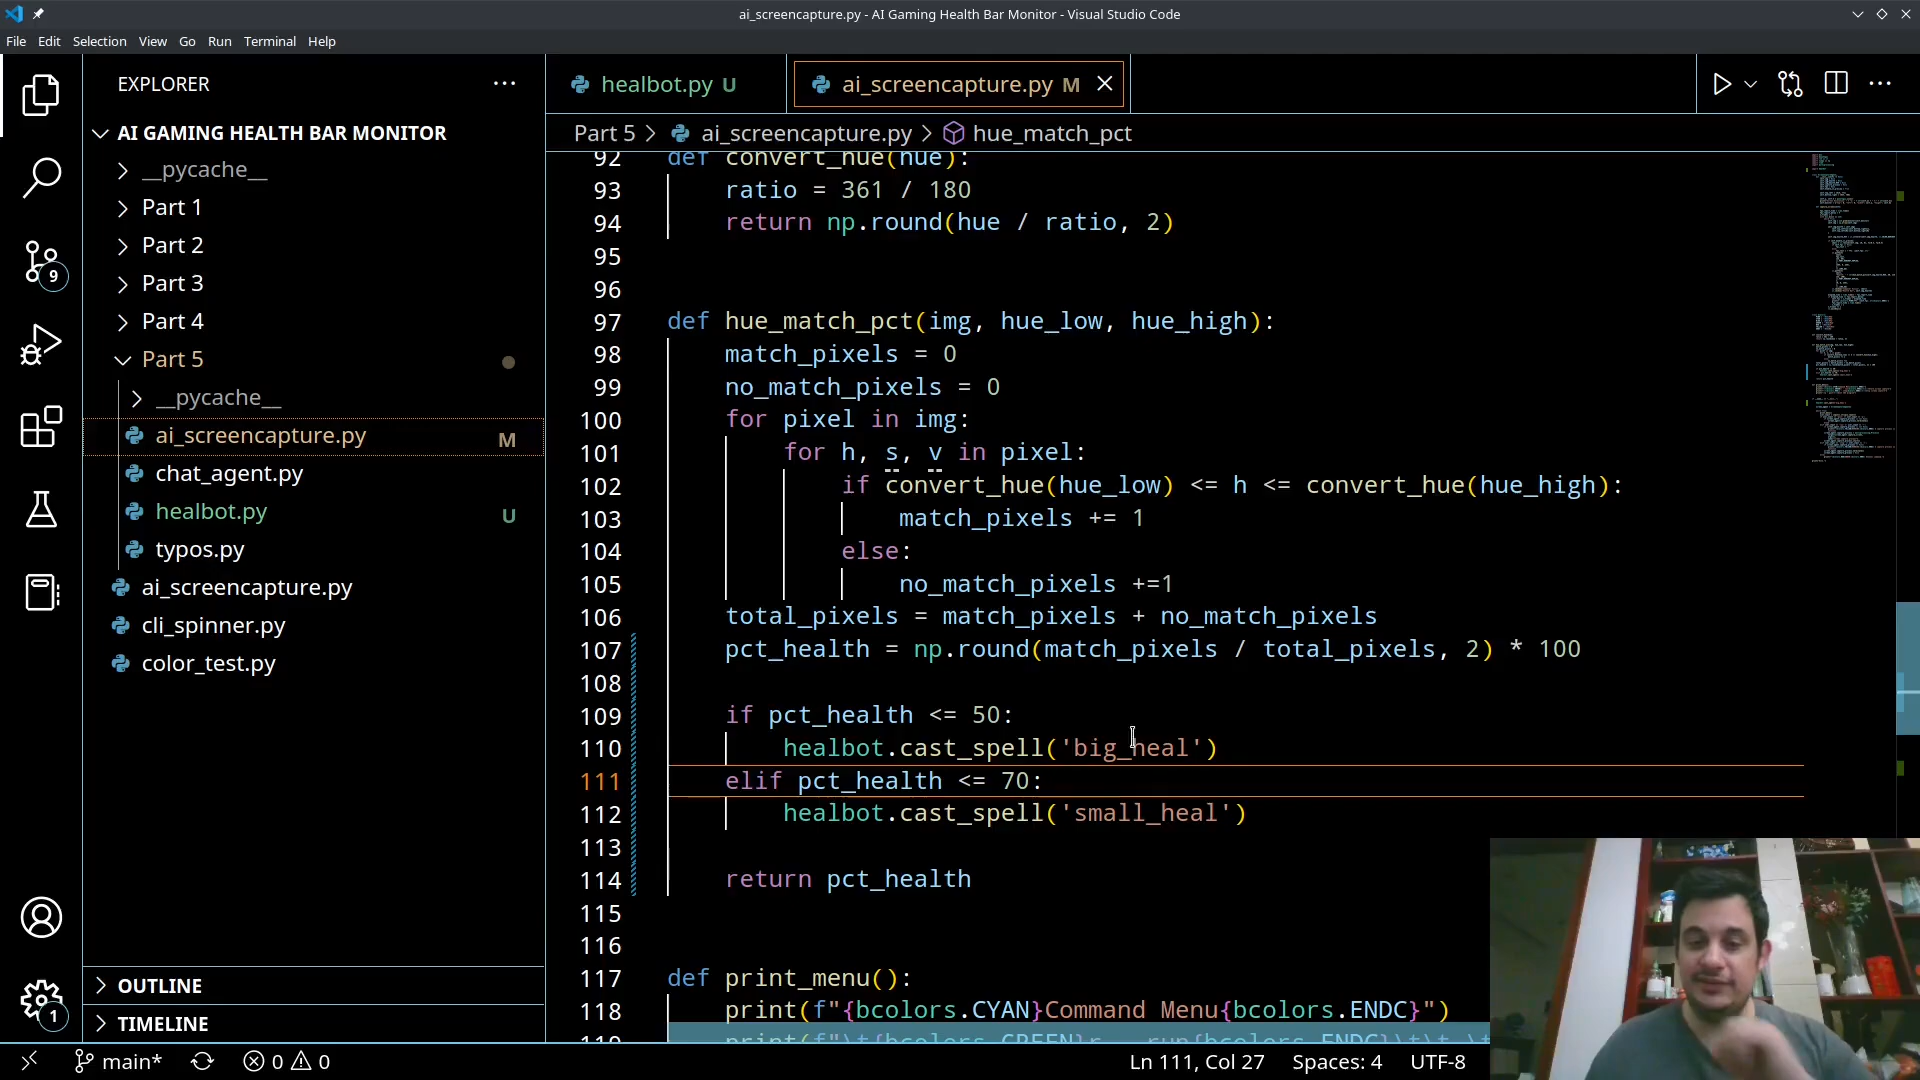 ai_screencapture.py - AI Gaming Health Bar Monitor - Visual Studio Code
File Edit Selection View Go Run Terminal Help
EXPLORER
AI GAMING HEALTH BAR MONITOR
__pycache__
Part 1
Part 2
Part 3
Part 4
Part 5
__pycache__
ai_screencapture.py M
chat_agent.py
healbot.py U
typos.py
ai_screencapture.py
cli_spinner.py
color_test.py
OUTLINE
TIMELINE
9
1
healbot.py U
ai_screencapture.py M
Part 5 > ai_screencapture.py > hue_match_pct
92 def convert_hue(hue):
93 ratio = 361 / 180
94 return np.round(hue / ratio, 2)
95
96
97 def hue_match_pct(img, hue_low, hue_high):
98 match_pixels = 0
99 no_match_pixels = 0
100 for pixel in img:
101 for h, s, v in pixel:
102 if convert_hue(hue_low) <= h <= convert_hue(hue_high):
103 match_pixels += 1
104 else:
105 no_match_pixels +=1
106 total_pixels = match_pixels + no_match_pixels
107 pct_health = np.round(match_pixels / total_pixels, 2) * 100
108
109 if pct_health <= 50:
110 healbot.cast_spell('big_heal')
111 elif pct_health <= 70:
112 healbot.cast_spell('small_heal')
113
114 return pct_health
115
116
117 def print_menu():
118 print(f"{bcolors.CYAN}Command Menu{bcolors.ENDC}")
main* 0 0 Ln 111, Col 27 Spaces: 4 UTF-8